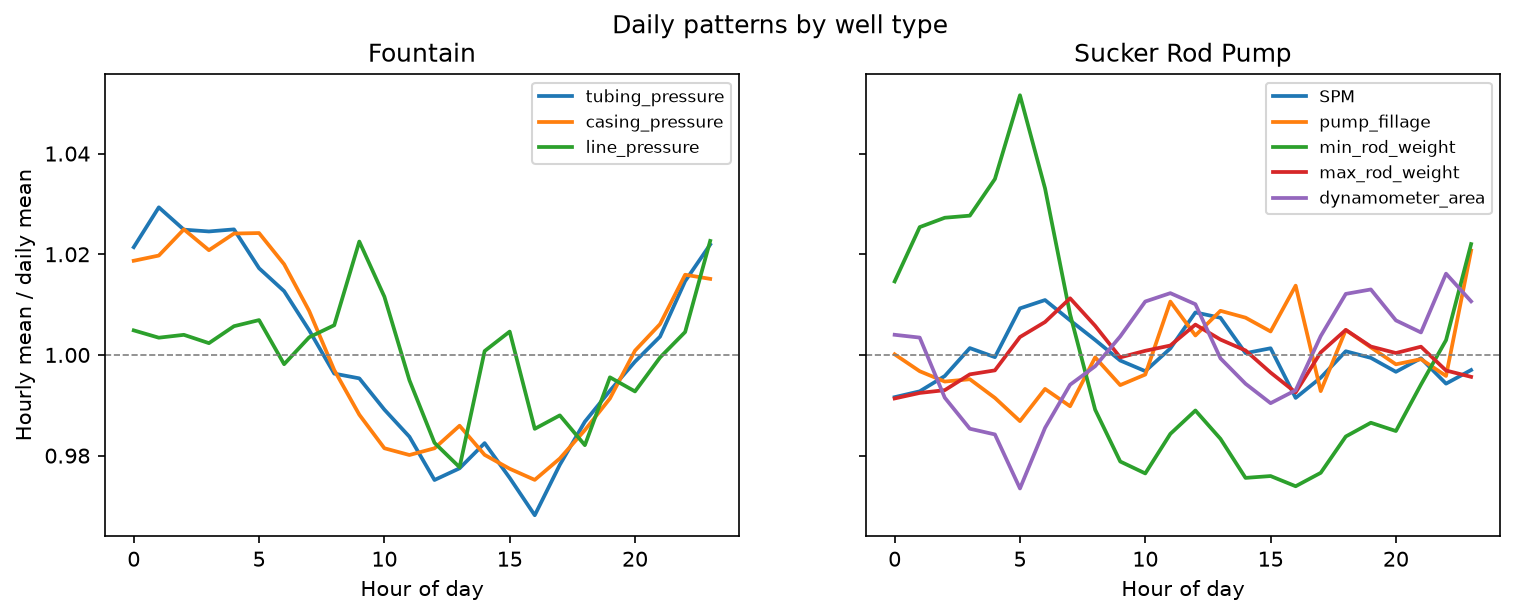 Daily patterns by well type
Fountain
Sucker Rod Pump
tubing_pressure
casing_pressure
line_pressure
SPM
pump_fillage
min_rod_weight
max_rod_weight
dynamometer_area
Hourly mean / daily mean
1.04
1.02
1.00
0.98
0 5 10 15 20
0 5 10 15 20
Hour of day
Hour of day